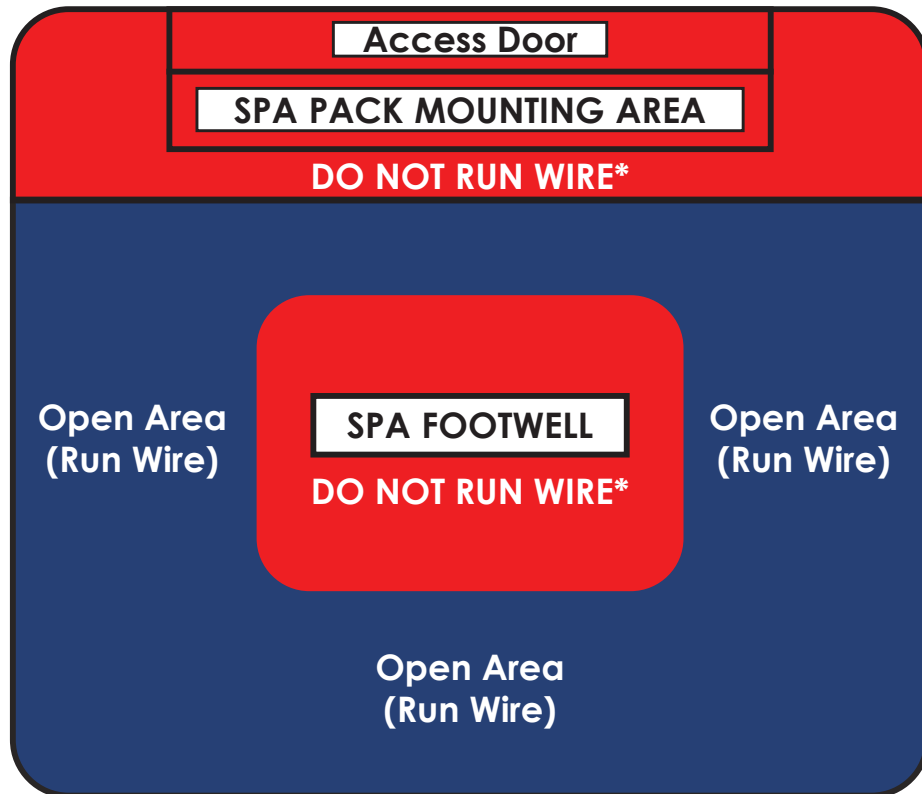 Access Door
SPA PACK MOUNTING AREA
DO NOT RUN WIRE*
Open Area
(Run Wire)
SPA FOOTWELL
DO NOT RUN WIRE*
Open Area
(Run Wire)
Open Area
(Run Wire)